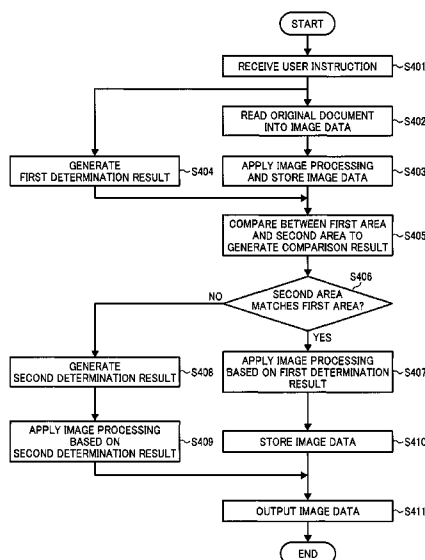 START
RECEIVE USER INSTRUCTION
S401
READ ORIGINAL DOCUMENT
INTO IMAGE DATA
S402
GENERATE
FIRST DETERMINATION RESULT
S404
APPLY IMAGE PROCESSING
AND STORE IMAGE DATA
S403
COMPARE BETWEEN FIRST AREA
AND SECOND AREA TO
GENERATE COMPARISON RESULT
S405
S406
SECOND AREA
MATCHES FIRST AREA?
NO
YES
GENERATE
SECOND DETERMINATION RESULT
S408
APPLY IMAGE PROCESSING
BASED ON FIRST DETERMINATION
RESULT
S407
APPLY IMAGE PROCESSING
BASED ON
SECOND DETERMINATION RESULT
S409
STORE IMAGE DATA
S410
OUTPUT IMAGE DATA
S411
END